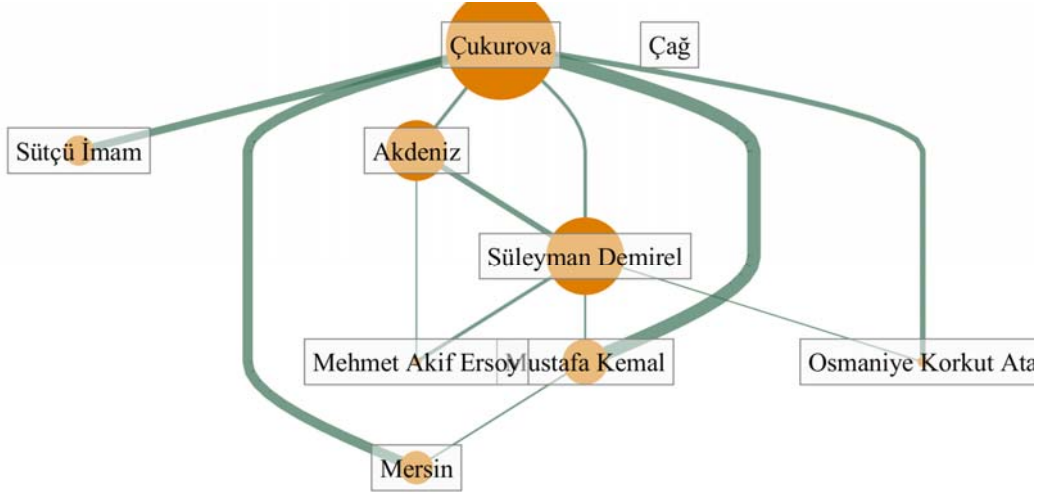 Çukurova
Çağ
Sütçü İmam
Akdeniz
Süleyman Demirel
Mehmet Akif Ersoy
Mustafa Kemal
Osmaniye Korkut Ata
Mersin